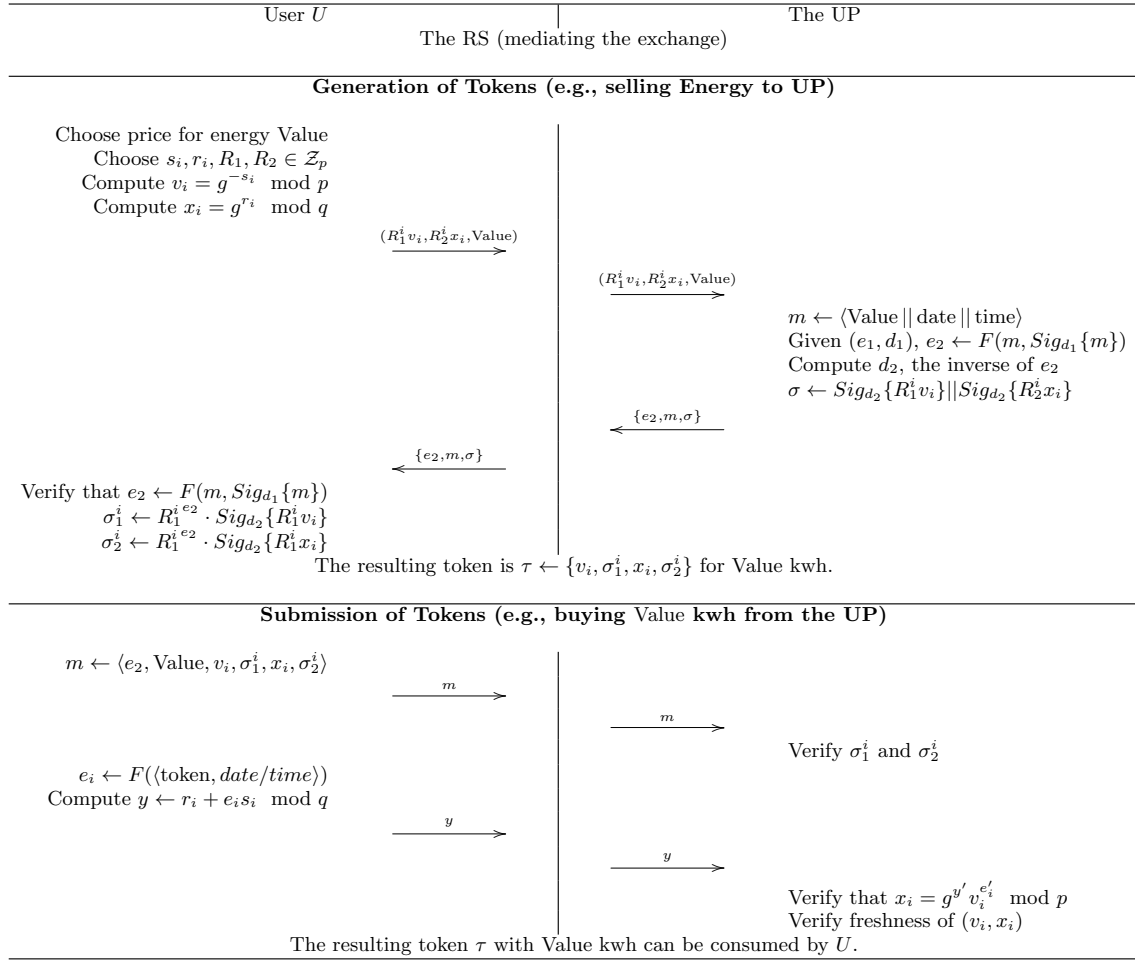 User U The UP
The RS (mediating the exchange)
Generation of Tokens (e.g., selling Energy to UP)
Choose price for energy Value
Choose s_i, r_i, R_1, R_2 ∈ 𝒵_p
Compute v_i = g^{−s_i} mod p
Compute x_i = g^{r_i} mod q
(R_1^i v_i, R_2^i x_i, Value)
(R_1^i v_i, R_2^i x_i, Value)
m ← ⟨Value || date || time⟩
Given (e_1, d_1), e_2 ← F(m, Sig_{d_1}{m})
Compute d_2, the inverse of e_2
σ ← Sig_{d_2}{R_1^i v_i}||Sig_{d_2}{R_2^i x_i}
{e_2,m,σ}
{e_2,m,σ}
Verify that e_2 ← F(m, Sig_{d_1}{m})
σ_1^i ← R_1^{i e_2} · Sig_{d_2}{R_1^i v_i}
σ_2^i ← R_1^{i e_2} · Sig_{d_2}{R_1^i x_i}
The resulting token is τ ← {v_i, σ_1^i, x_i, σ_2^i} for Value kwh.
Submission of Tokens (e.g., buying Value kwh from the UP)
m ← ⟨e_2, Value, v_i, σ_1^i, x_i, σ_2^i⟩
m
m
Verify σ_1^i and σ_2^i
e_i ← F(⟨token, date/time⟩)
Compute y ← r_i + e_i s_i mod q
y
y
Verify that x_i = g^{y′} v_i^{e′_i} mod p
Verify freshness of (v_i, x_i)
The resulting token τ with Value kwh can be consumed by U.